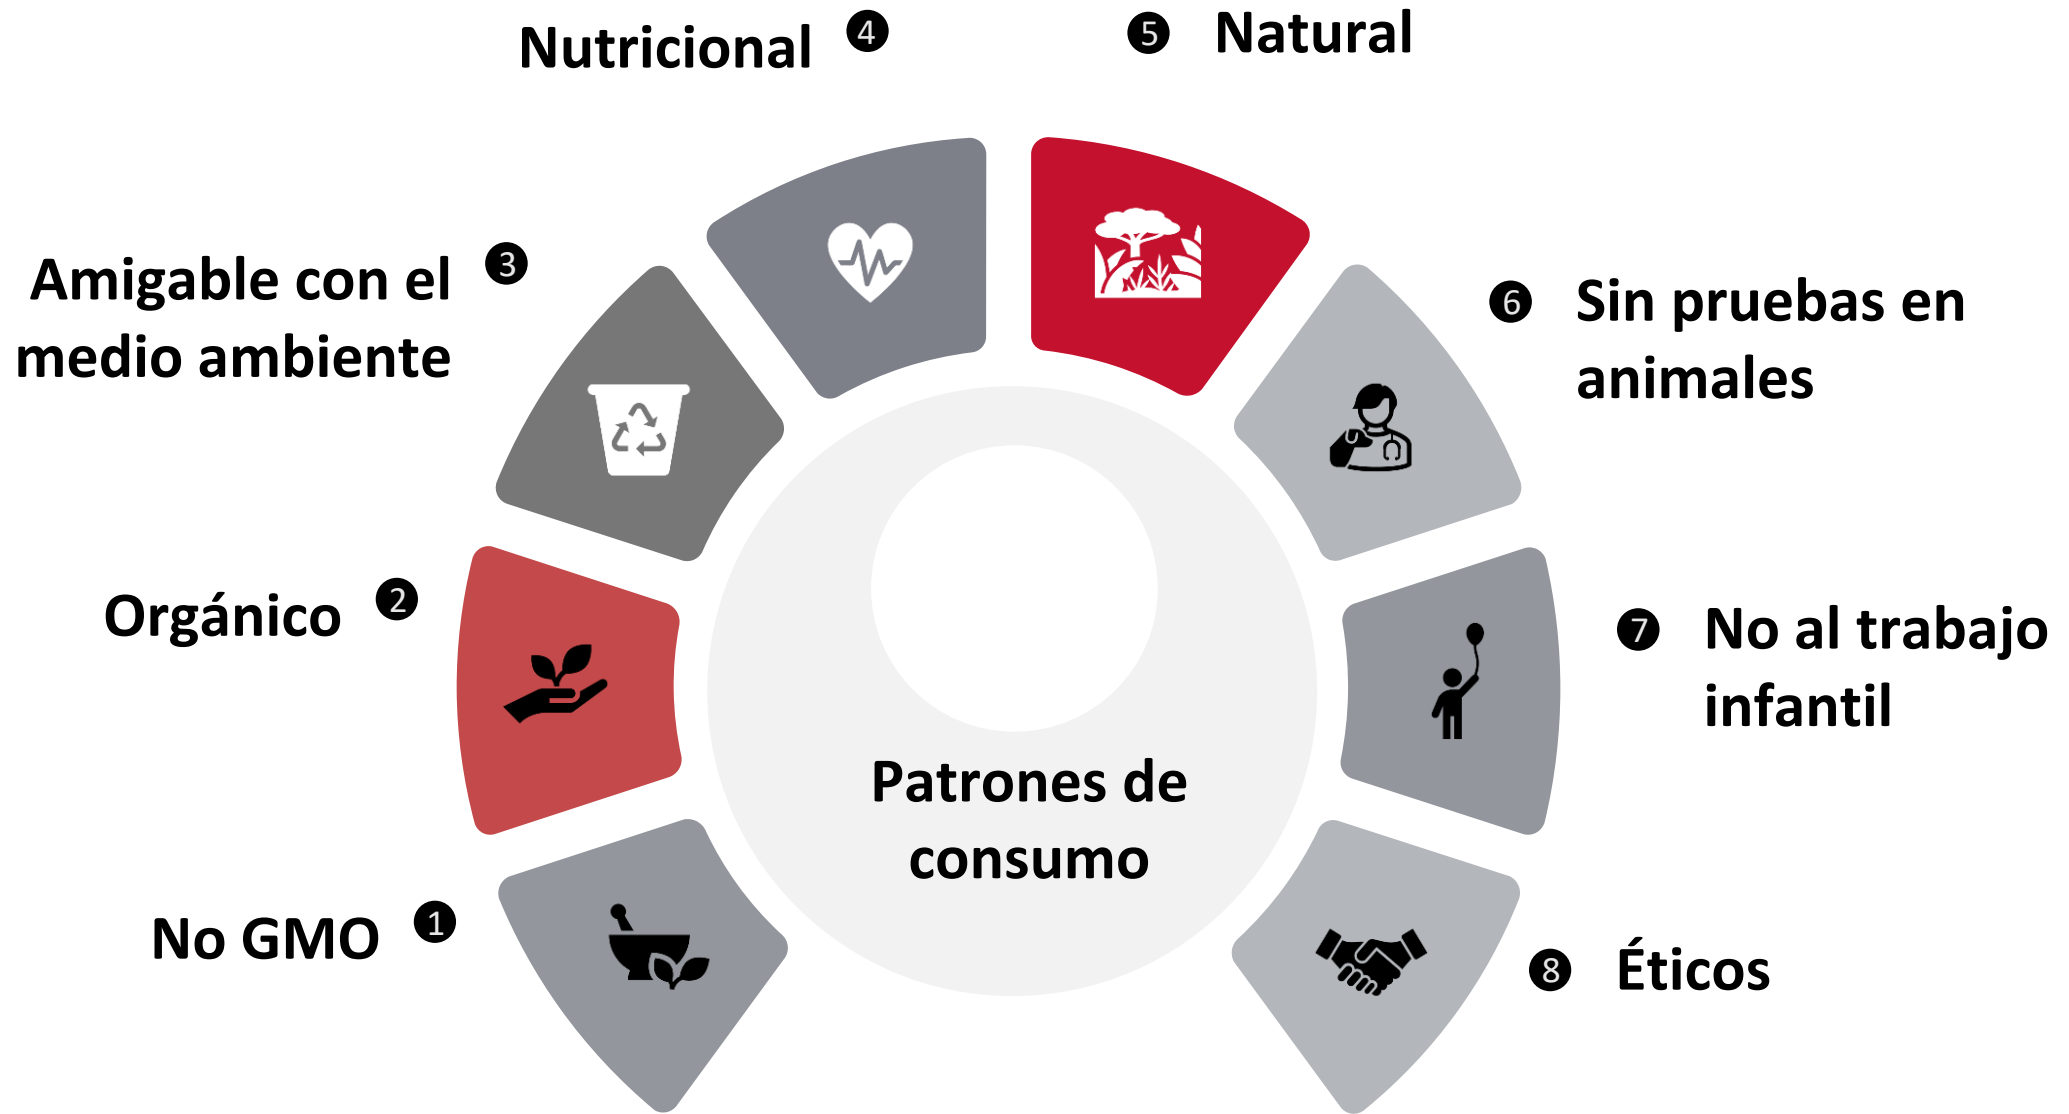 Nutricional ❹
❺ Natural
Amigable con el ❸
medio ambiente
❻ Sin pruebas en
animales
Orgánico ❷
❼ No al trabajo
infantil
Patrones de
consumo
No GMO ❶
❽ Éticos